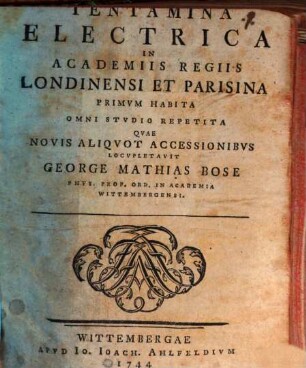 TENTAMINA
ELECTRICA
IN
ACADEMIIS REGIIS
LONDINENSI ET PARISINA
PRIMVM HABITA
OMNI STVDIO REPETITA
QVAE
NOVIS ALIQVOT ACCESSIONIBVS
LOCVPLETAVIT
GEORGE MATHIAS BOSE
PHYS. PROF. ORD. IN ACADEMIA
WITTEMBERGENSI.
WITTEMBERGAE
APVD IO. IOACH. AHLFELDIVM
1744